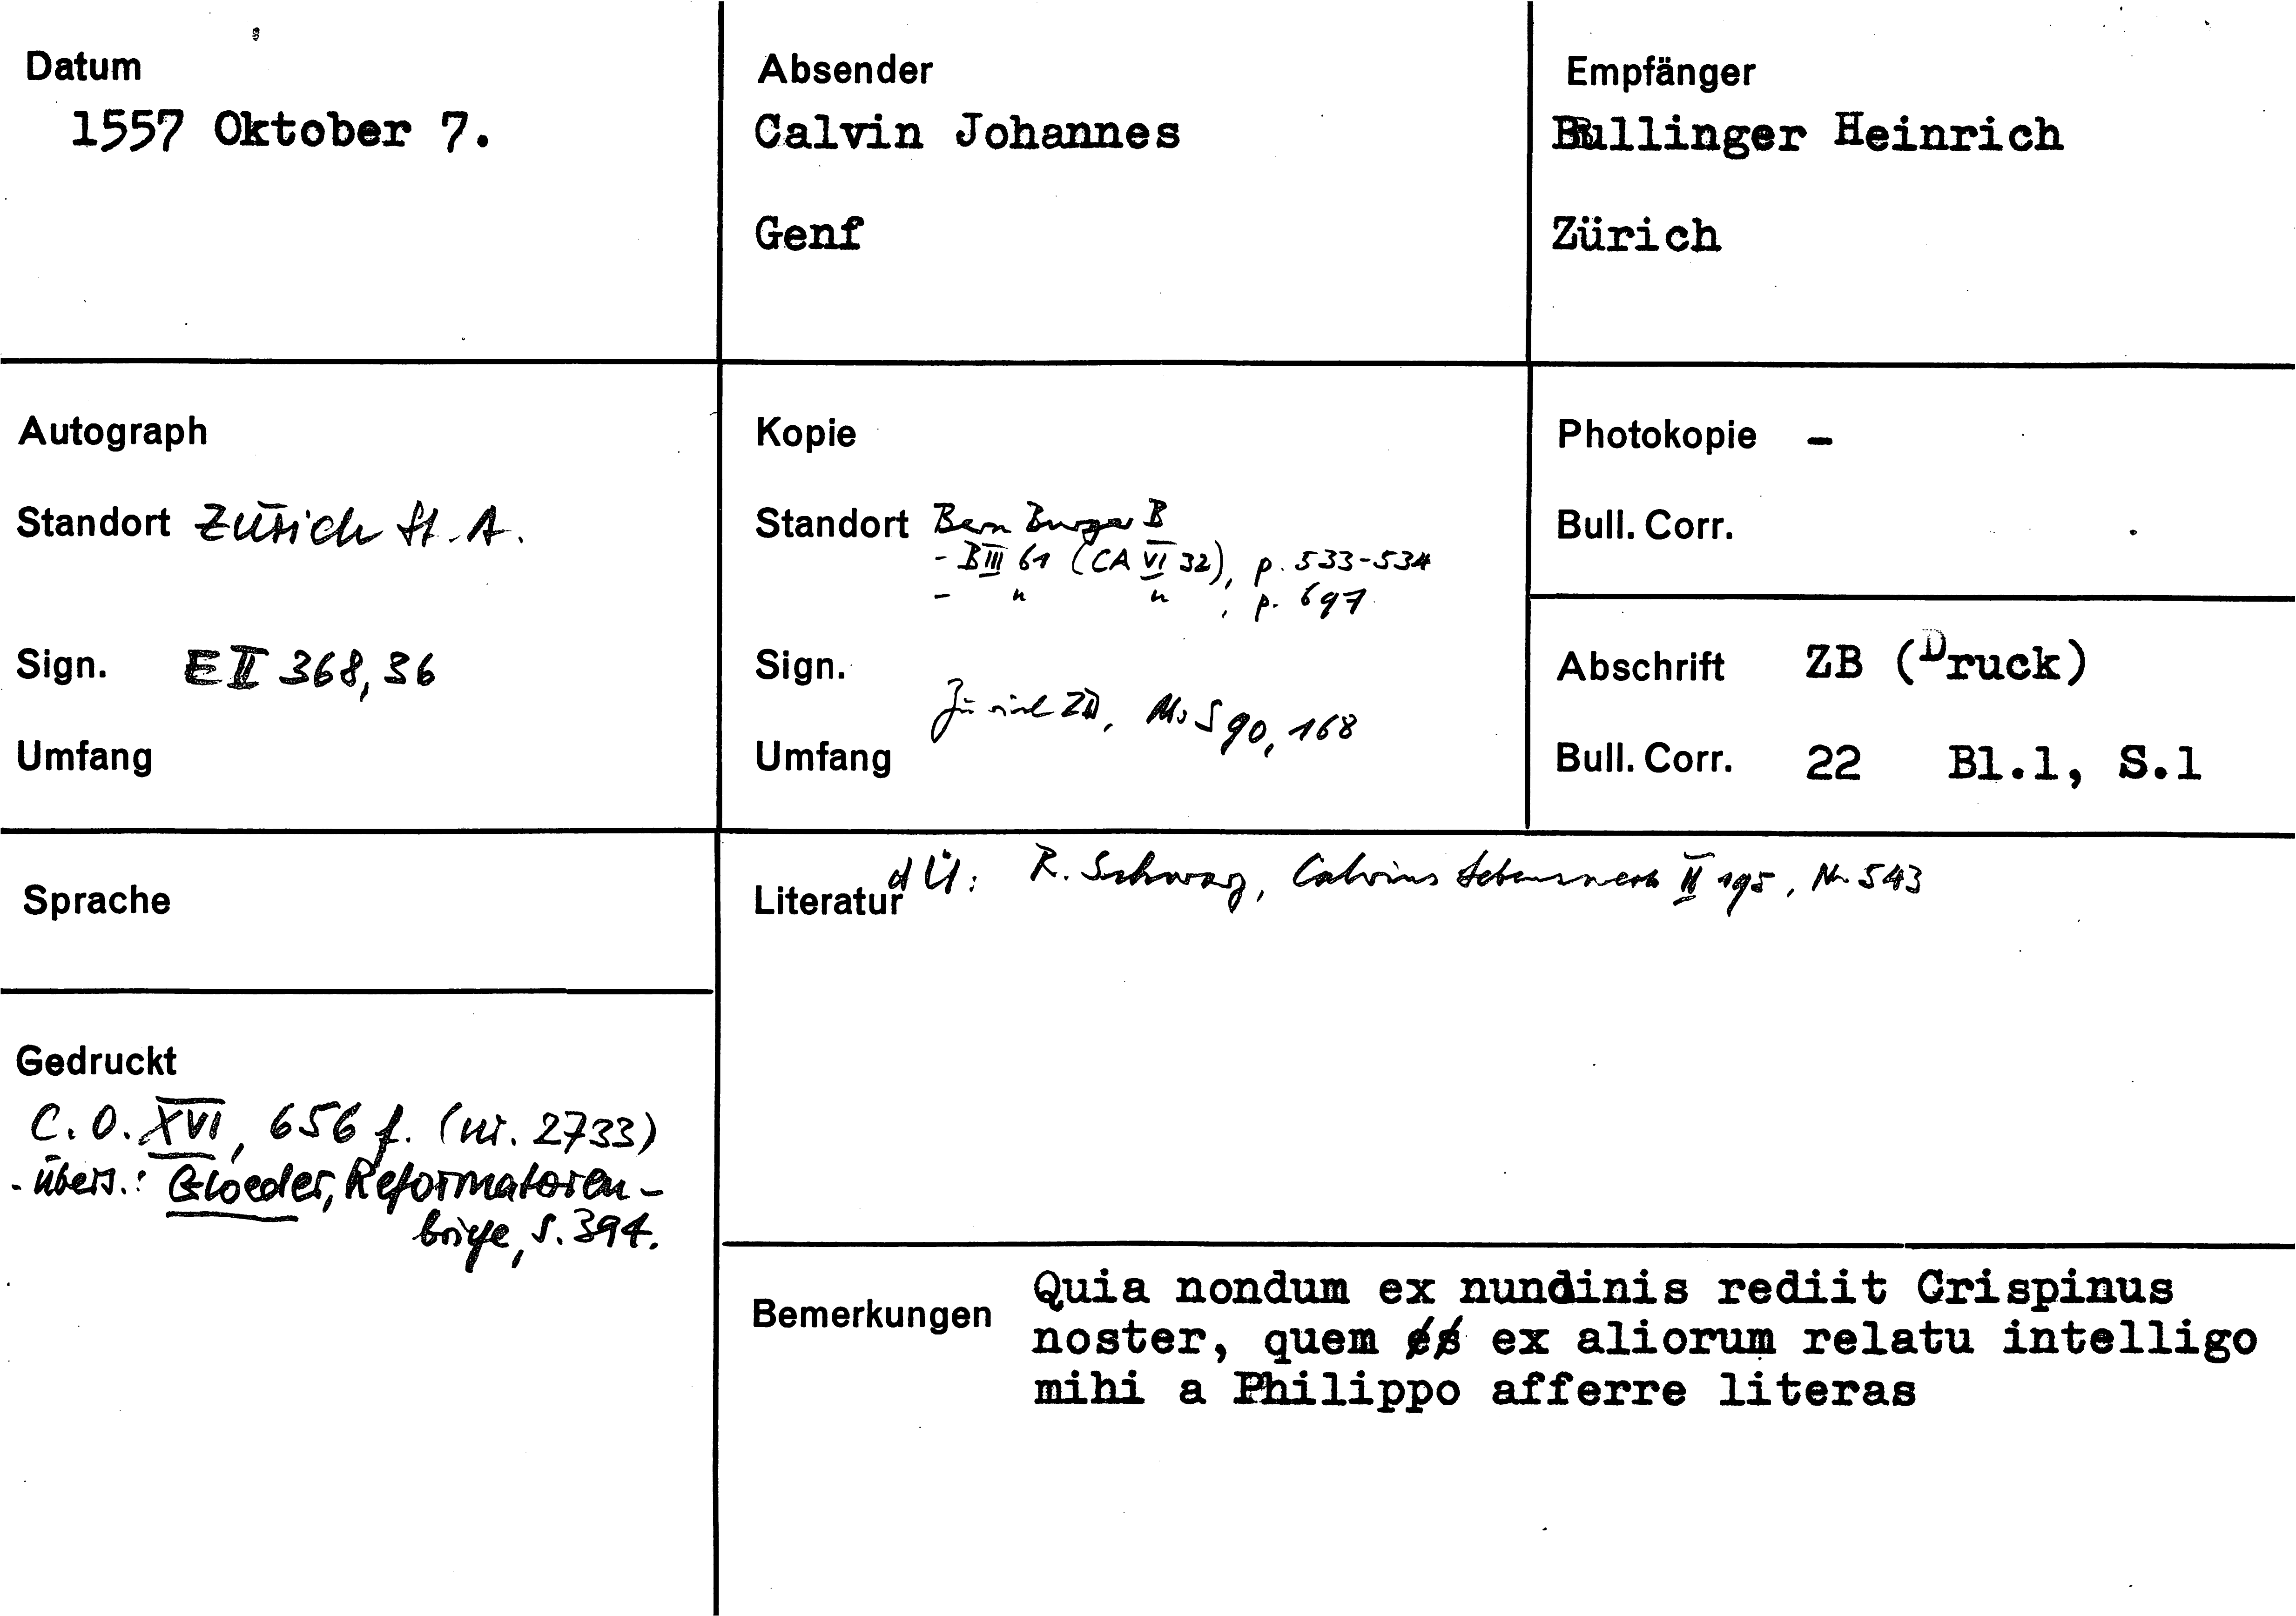 Datum
1557 Oktober 7.
Absender
Calvin Johannes
Genf
Empfänger
Bullinger Heinrich
Zürich
Autograph
Standort Zürich St. A.
Sign. E II 368, 36
Umfang
Kopie
Standort Bern Burger B
- B III 61 (CA VI 32), p. 533-534
- " " , p. 697
Sign.
Zürich ZB, Ms S 90, 168
Umfang
Photokopie -
Bull. Corr.
Abschrift ZB (Druck)
Bull. Corr. 22 Bl.1, S.1
Sprache
Gedruckt
C. O. XVI, 656 f. (nr. 2733)
- übers.: Gloeder, Reformatoren-
briefe, S. 394.
Literatur dÜ: R. Schwarz, Calvins Lebenswerk II 195, Nr. 543
Bemerkungen Quia nondum ex nundinis rediit Crispinus
noster, quem ex aliorum relatu intelligo
mihi a Philippo afferre literas